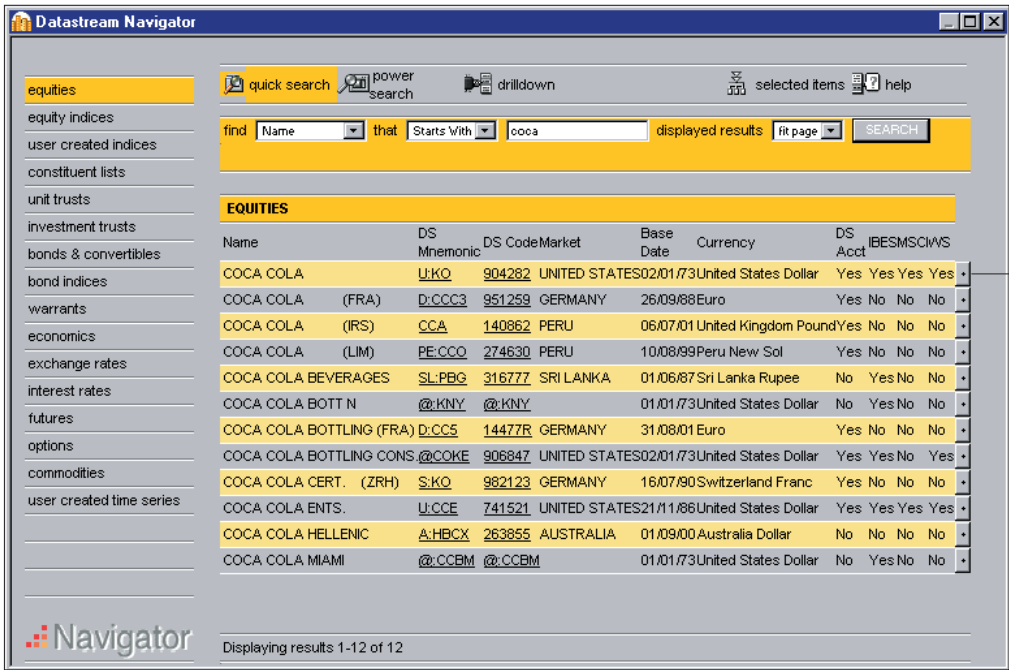 Datastream Navigator
equities
equity indices
user created indices
constituent lists
unit trusts
investment trusts
bonds & convertibles
bond indices
warrants
economics
exchange rates
interest rates
futures
options
commodities
user created time series
Navigator
quick search power search drilldown selected items help
find Name that Starts With coca displayed results fit page SEARCH
EQUITIES
Name DS Mnemonic DS Code Market Base Date Currency DS Acct IBES MSCI WS
COCA COLA U:KO 904282 UNITED STATES 02/01/73 United States Dollar Yes Yes Yes Yes
COCA COLA (FRA) D:CCC3 951259 GERMANY 26/09/88 Euro Yes No No No
COCA COLA (IRS) CCA 140862 PERU 06/07/01 United Kingdom Pound Yes No No No
COCA COLA (LIM) PE:CCO 274630 PERU 10/08/99 Peru New Sol Yes No No No
COCA COLA BEVERAGES SL:PBG 316777 SRI LANKA 01/06/87 Sri Lanka Rupee No Yes No No
COCA COLA BOTT N @:KNY @:KNY 01/01/73 United States Dollar No Yes No No
COCA COLA BOTTLING (FRA) D:CC5 14477R GERMANY 31/08/01 Euro Yes No No No
COCA COLA BOTTLING CONS. @COKE 906847 UNITED STATES 02/01/73 United States Dollar Yes Yes No Yes
COCA COLA CERT. (ZRH) S:KO 982123 GERMANY 16/07/90 Switzerland Franc Yes No No No
COCA COLA ENTS. U:CCE 741521 UNITED STATES 21/11/86 United States Dollar Yes Yes Yes Yes
COCA COLA HELLENIC A:HBCX 263855 AUSTRALIA 01/09/00 Australia Dollar No No No No
COCA COLA MIAMI @:CCBM @:CCBM 01/01/73 United States Dollar No Yes No No
Displaying results 1-12 of 12